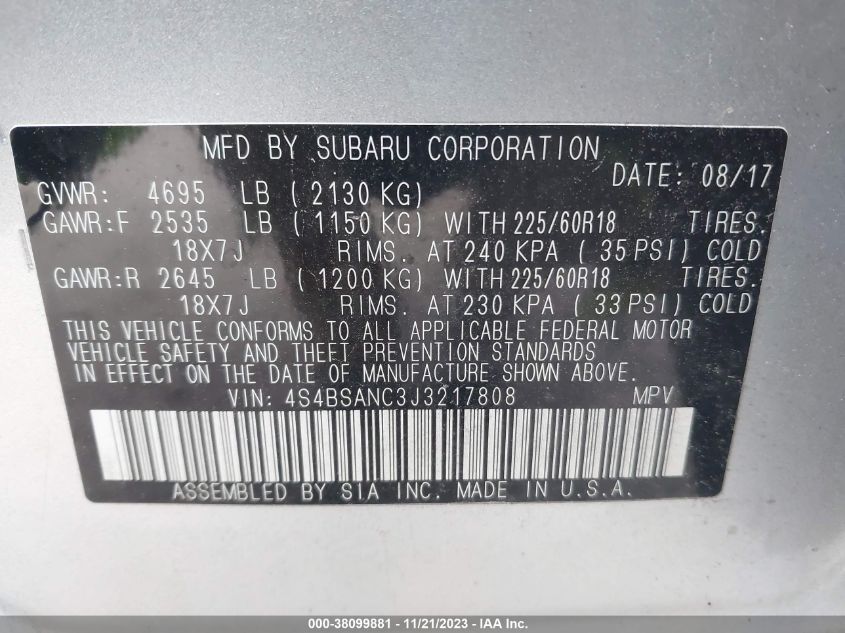 MFD BY SUBARU CORPORATION
DATE: 08/17
GVWR: 4695 LB ( 2130 KG)
GAWR:F 2535 LB ( 1150 KG) WITH 225/60R18 TIRES.
18X7J RIMS. AT 240 KPA ( 35 PSI) COLD
GAWR:R 2645 LB ( 1200 KG) WITH 225/60R18 TIRES.
18X7J RIMS. AT 230 KPA ( 33 PSI) COLD
THIS VEHICLE CONFORMS TO ALL APPLICABLE FEDERAL MOTOR
VEHICLE SAFETY AND THEFT PREVENTION STANDARDS
IN EFFECT ON THE DATE OF MANUFACTURE SHOWN ABOVE.
VIN: 4S4BSANC3J3217808 MPV
ASSEMBLED BY SIA INC. MADE IN U.S.A.
000-38099881 - 11/21/2023 - © IAA Inc.